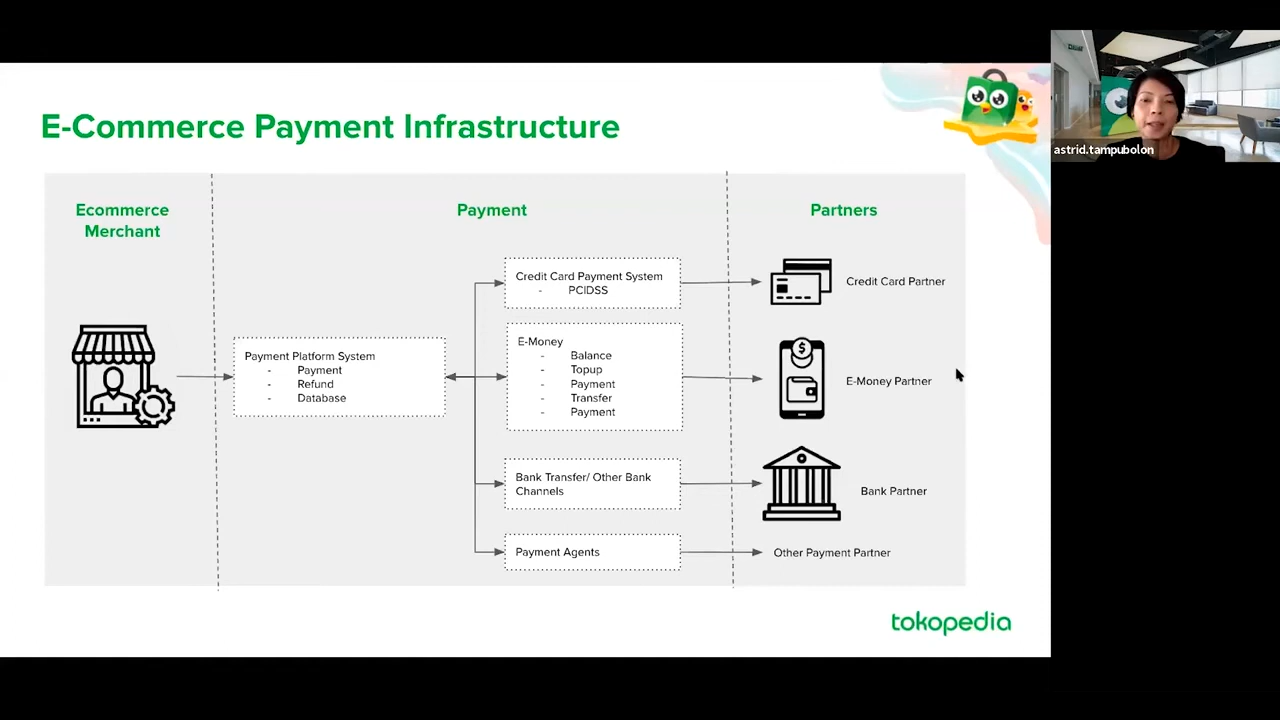 E-Commerce Payment Infrastructure
astrid.tampubolon
Ecommerce
Merchant
Payment
Partners
Payment Platform System
- Payment
- Refund
- Database
Credit Card Payment System
- PCIDSS
E-Money
- Balance
- Topup
- Payment
- Transfer
- Payment
Bank Transfer/ Other Bank
Channels
Payment Agents
Credit Card Partner
$
E-Money Partner
Bank Partner
Other Payment Partner
tokopedia